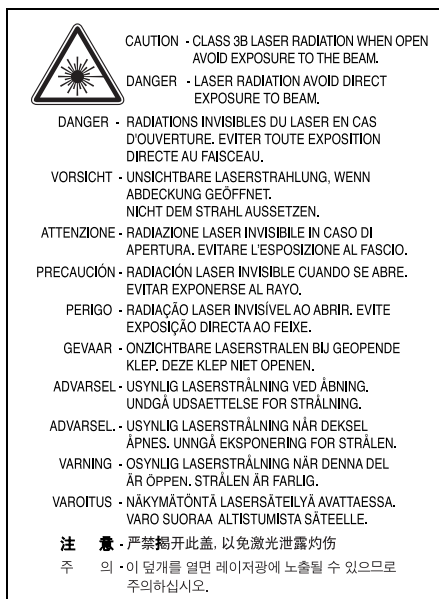 CAUTION - CLASS 3B LASER RADIATION WHEN OPEN
AVOID EXPOSURE TO THE BEAM.
DANGER - LASER RADIATION AVOID DIRECT
EXPOSURE TO BEAM.
DANGER - RADIATIONS INVISIBLES DU LASER EN CAS
D'OUVERTURE. EVITER TOUTE EXPOSITION
DIRECTE AU FAISCEAU.
VORSICHT - UNSICHTBARE LASERSTRAHLUNG, WENN
ABDECKUNG GEÖFFNET.
NICHT DEM STRAHL AUSSETZEN.
ATTENZIONE - RADIAZIONE LASER INVISIBILE IN CASO DI
APERTURA. EVITARE L'ESPOSIZIONE AL FASCIO.
PRECAUCIÓN - RADIACIÓN LASER INVISIBLE CUANDO SE ABRE.
EVITAR EXPONERSE AL RAYO.
PERIGO - RADIAÇÃO LASER INVISÍVEL AO ABRIR. EVITE
EXPOSIÇÃO DIRECTA AO FEIXE.
GEVAAR - ONZICHTBARE LASERSTRALEN BIJ GEOPENDE
KLEP. DEZE KLEP NIET OPENEN.
ADVARSEL - USYNLIG LASERSTRÅLNING VED ÅBNING.
UNDGÅ UDSAETTELSE FOR STRÅLNING.
ADVARSEL. - USYNLIG LASERSTRÅLNING NÅR DEKSEL
ÅPNES. UNNGÅ EKSPONERING FOR STRÅLEN.
VARNING - OSYNLIG LASERSTRÅLNING NÄR DENNA DEL
ÄR ÖPPEN. STRÅLEN ÄR FARLIG.
VAROITUS - NÄKYMÄTÖNTÄ LASERSÄTEILYÄ AVATTAESSA.
VARO SUORAA ALTISTUMISTA SÄTEELLE.
注 意 - 严禁揭开此盖, 以免激光泄露灼伤
주 의 - 이 덮개를 열면 레이저광에 노출될 수 있으므로
주의하십시오.